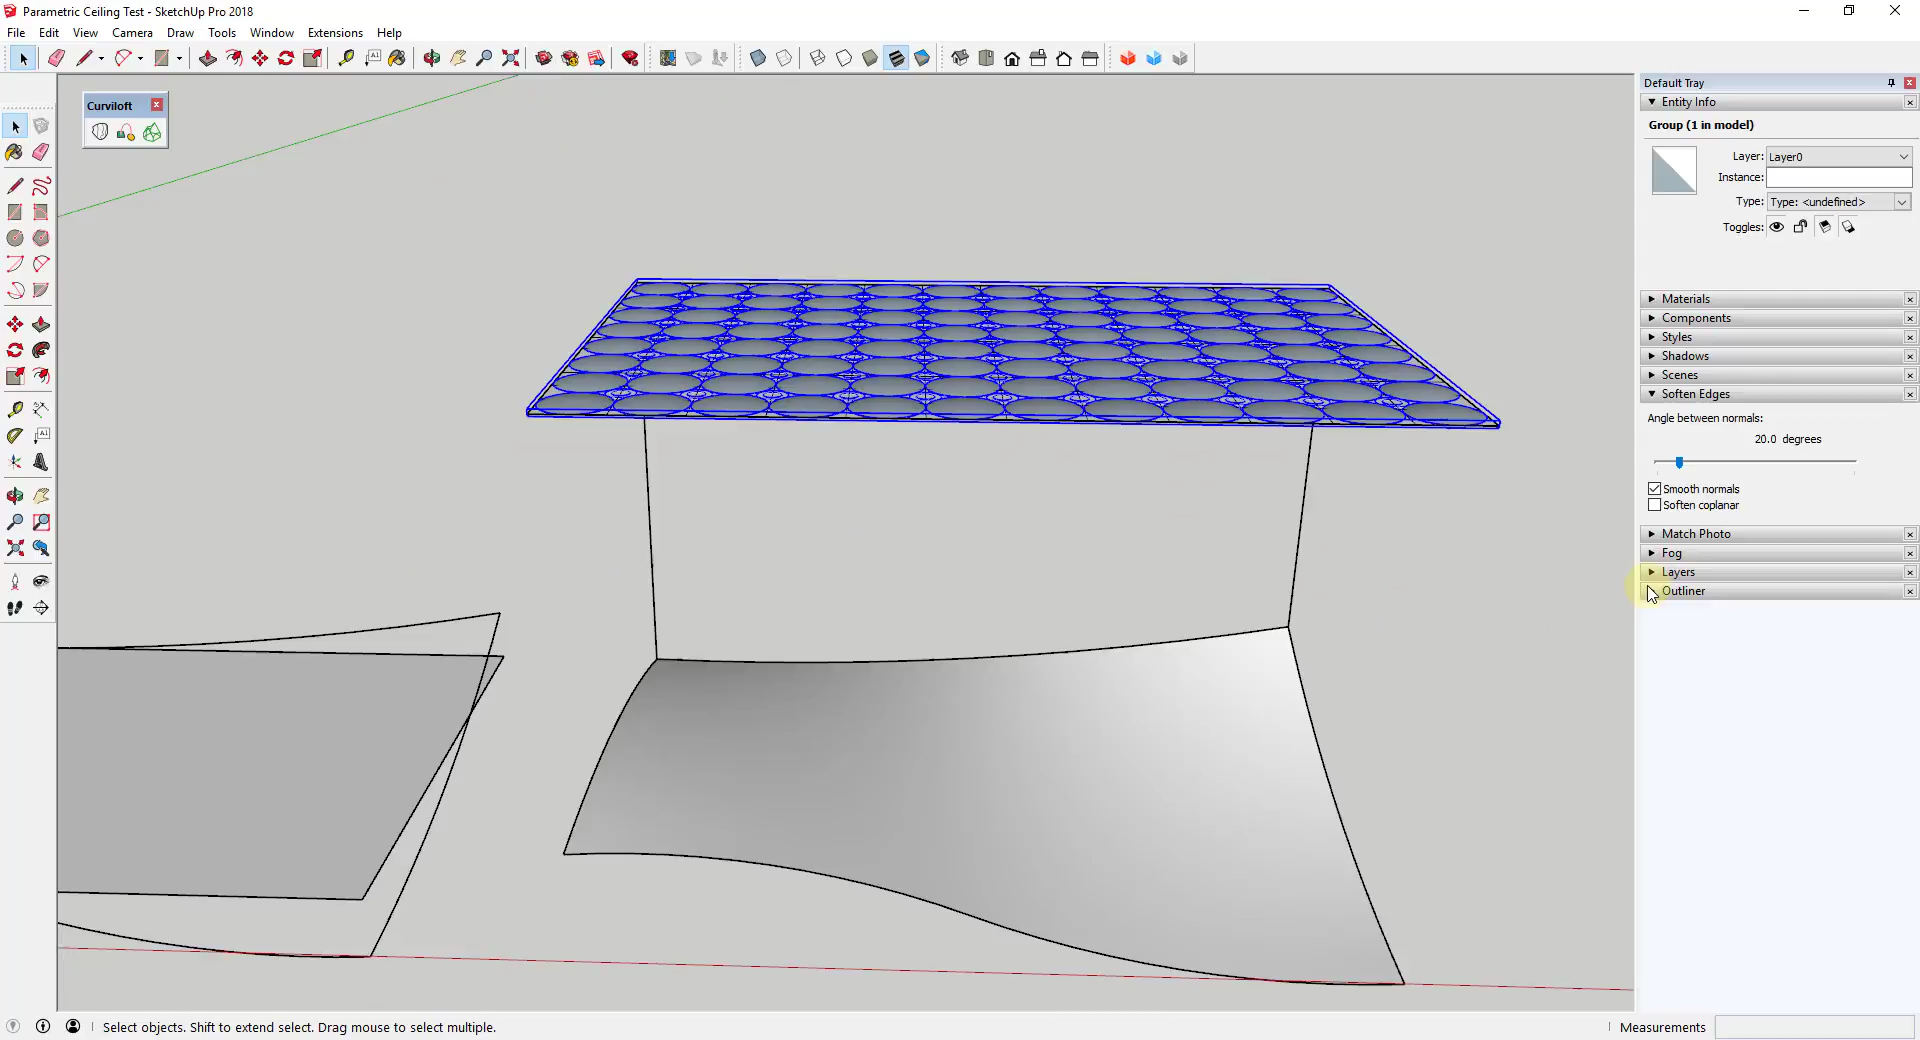 Parametric Ceiling Test - SketchUp Pro 2018
File Edit View Camera Draw Tools Window Extensions Help
Curviloft
Default Tray
Entity Info
Group (1 in model)
Layer: Layer0
Instance:
Type: Type: <undefined>
Toggles:
Materials
Components
Styles
Shadows
Scenes
Soften Edges
Angle between normals:
20.0 degrees
Smooth normals
Soften coplanar
Match Photo
Fog
Layers
Outliner
Select objects. Shift to extend select. Drag mouse to select multiple.
Measurements